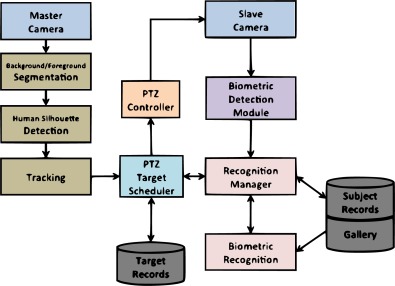 Master
Camera
Background/Foreground
Segmentation
Human Silhouette
Detection
Tracking
PTZ
Controller
PTZ
Target
Scheduler
Target
Records
Slave
Camera
Biometric
Detection
Module
Recognition
Manager
Biometric
Recognition
Subject
Records
Gallery